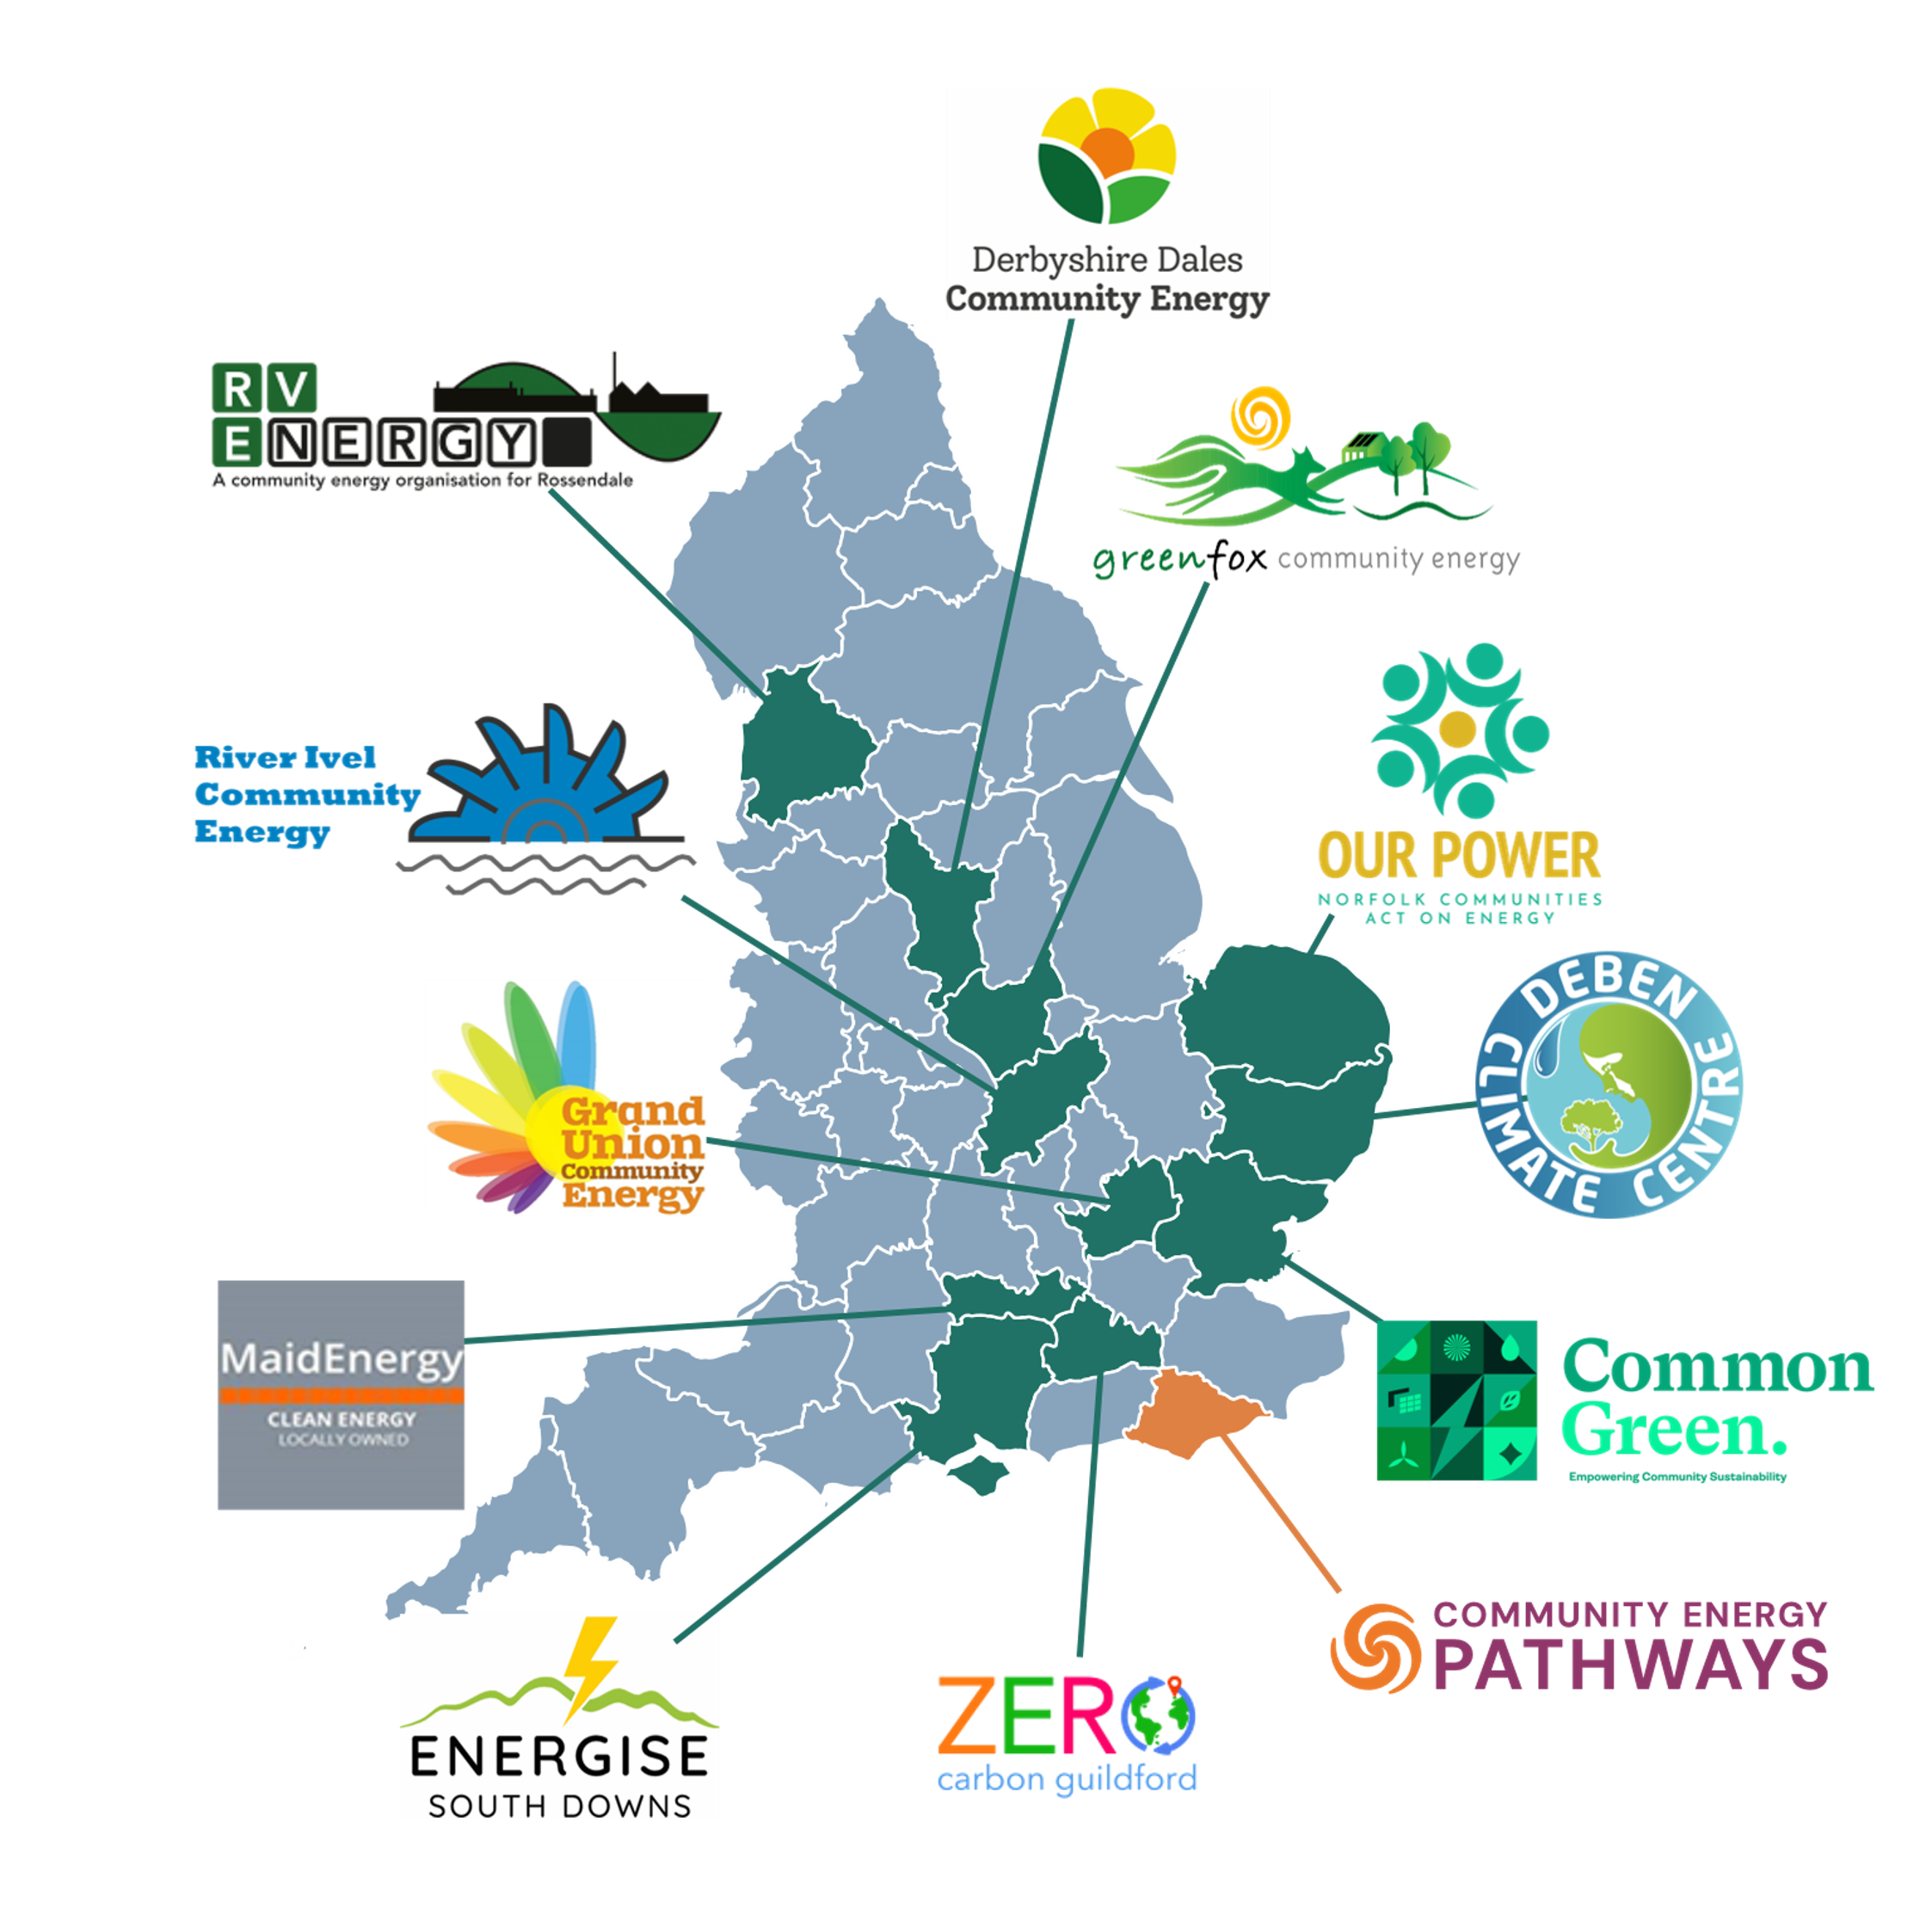 Derbyshire Dales
Community Energy
RV
ENERGY
A community energy organisation for Rossendale
greenfox community energy
River Ivel
Community
Energy
OUR POWER
NORFOLK COMMUNITIES
ACT ON ENERGY
DEBEN
CLIMATE CENTRE
Grand
Union
Community
Energy
MaidEnergy
CLEAN ENERGY
LOCALLY OWNED
Common
Green.
Empowering Community Sustainability
COMMUNITY ENERGY
PATHWAYS
ENERGISE
SOUTH DOWNS
ZERO
carbon guildford